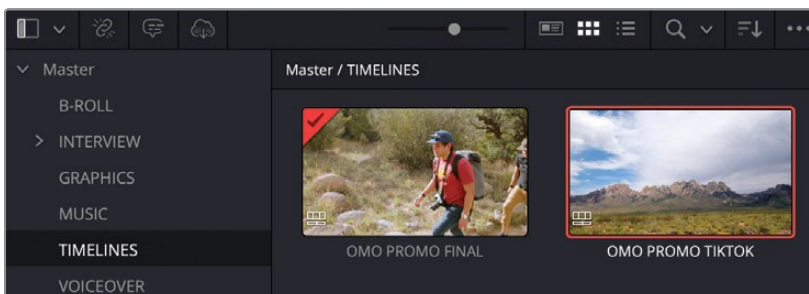 Master
B-ROLL
INTERVIEW
GRAPHICS
MUSIC
TIMELINES
VOICEOVER
Master / TIMELINES
OMO PROMO FINAL
OMO PROMO TIKTOK